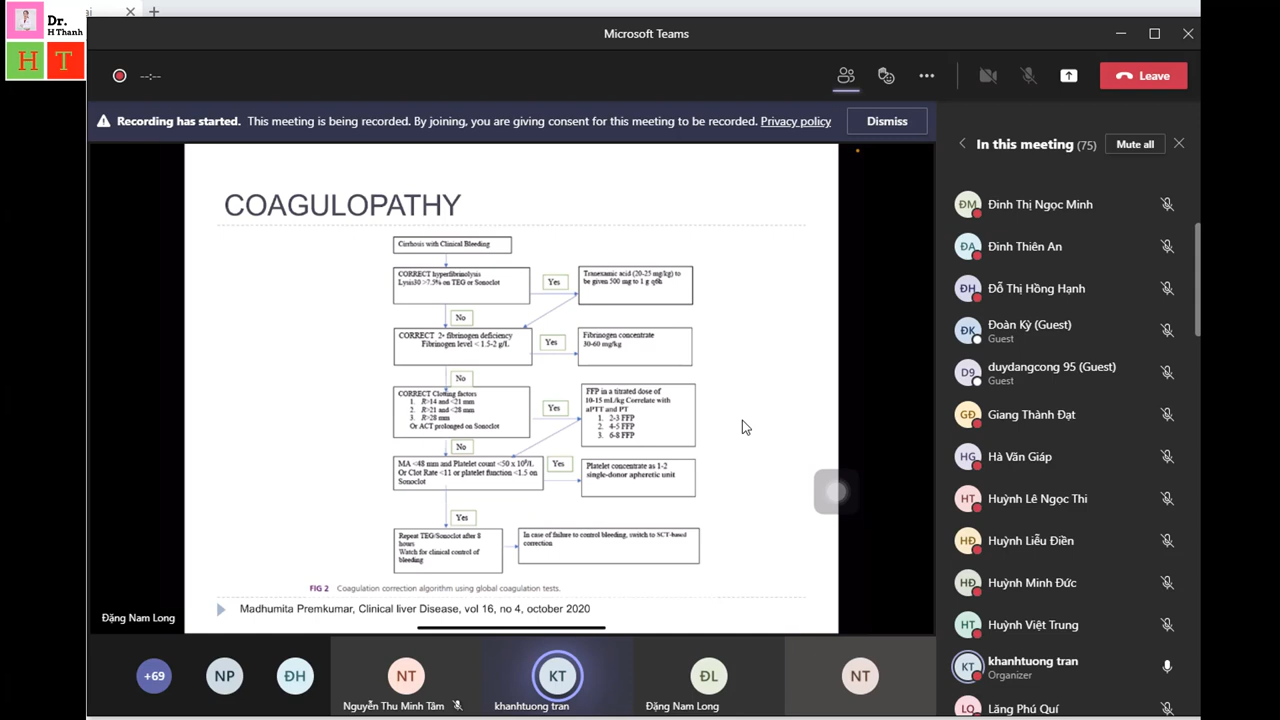 ai
Dr.
H Thanh
H T
Microsoft Teams
--:--
Leave
Recording has started. This meeting is being recorded. By joining, you are giving consent for this meeting to be recorded. Privacy policy
Dismiss
In this meeting (75)
Mute all
COAGULOPATHY
Cirrhosis with Clinical Bleeding
CORRECT hyperfibrinolysis
Lysis30 >7.5% on TEG or Sonoclot
Yes
Tranexamic acid (20-25 mg/kg) to
be given 500 mg to 1 g q6h
No
CORRECT 2º fibrinogen deficiency
Fibrinogen level < 1.5-2 g/L
Yes
Fibrinogen concentrate
30-60 mg/kg
No
CORRECT Clotting factors
1. R>14 and <21 mm
2. R>21 and <28 mm
3. R>28 mm
Or ACT prolonged on Sonoclot
Yes
FFP in a titrated dose of
10-15 mL/kg Correlate with
aPTT and PT
1. 2-3 FFP
2. 4-5 FFP
3. 6-8 FFP
No
MA <48 mm and Platelet count <50 x 10⁹/L
Or Clot Rate <11 or platelet function <1.5 on
Sonoclot
Yes
Platelet concentrate as 1-2
single-donor apheretic unit
Yes
Repeat TEG/Sonoclot after 8
hours
Watch for clinical control of
bleeding
In case of failure to control bleeding, switch to SCT-based
correction
FIG 2 Coagulation correction algorithm using global coagulation tests.
Madhumita Premkumar, Clinical liver Disease, vol 16, no 4, october 2020
Đặng Nam Long
+69
NP
ĐH
NT
Nguyễn Thu Minh Tâm
KT
khanhtuong tran
ĐL
Đặng Nam Long
NT
ĐM
Đinh Thị Ngọc Minh
ĐA
Đinh Thiên An
ĐH
Đỗ Thị Hồng Hạnh
ĐK
Đoàn Kỷ (Guest)
Guest
D9
duydangcong 95 (Guest)
Guest
GĐ
Giang Thành Đạt
HG
Hà Văn Giáp
HT
Huỳnh Lê Ngọc Thi
HĐ
Huỳnh Liễu Điền
HĐ
Huỳnh Minh Đức
HT
Huỳnh Việt Trung
KT
khanhtuong tran
Organizer
LQ
Lăng Phú Quí